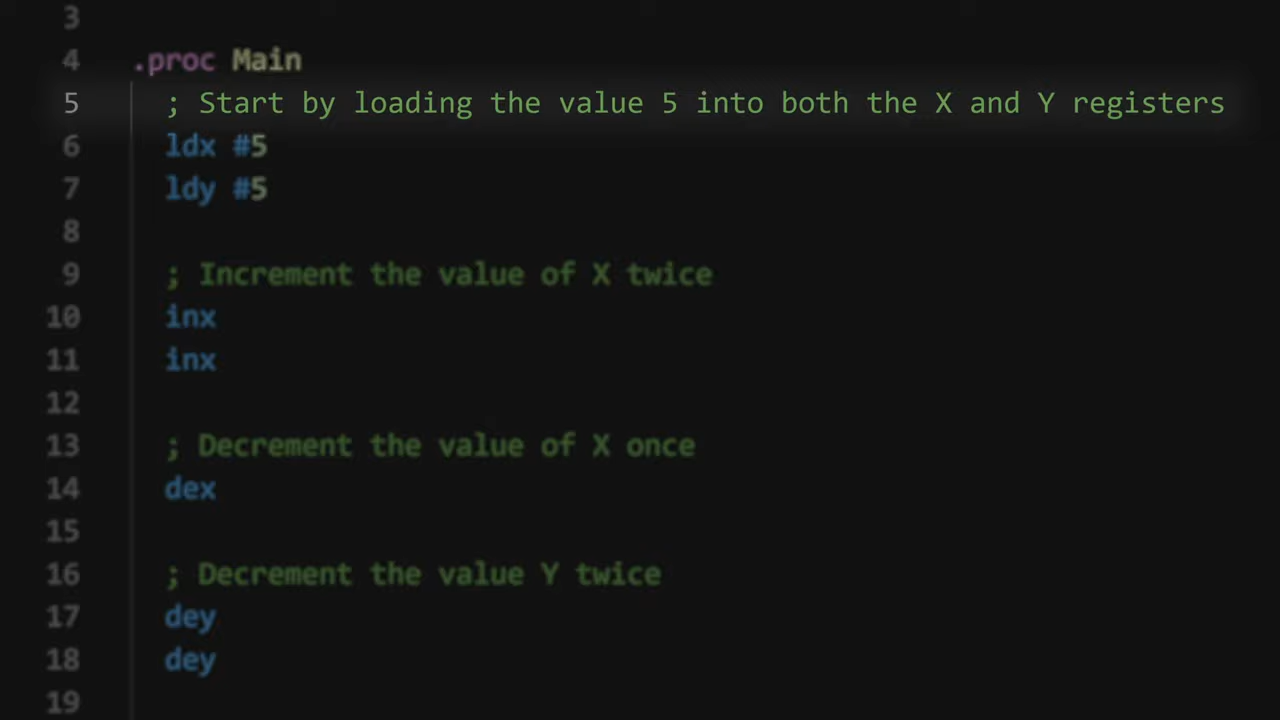 3
4 .proc Main
5 ; Start by loading the value 5 into both the X and Y registers
6 ldx #5
7 ldy #5
8
9 ; Increment the value of X twice
10 inx
11 inx
12
13 ; Decrement the value of X once
14 dex
15
16 ; Decrement the value Y twice
17 dey
18 dey
19